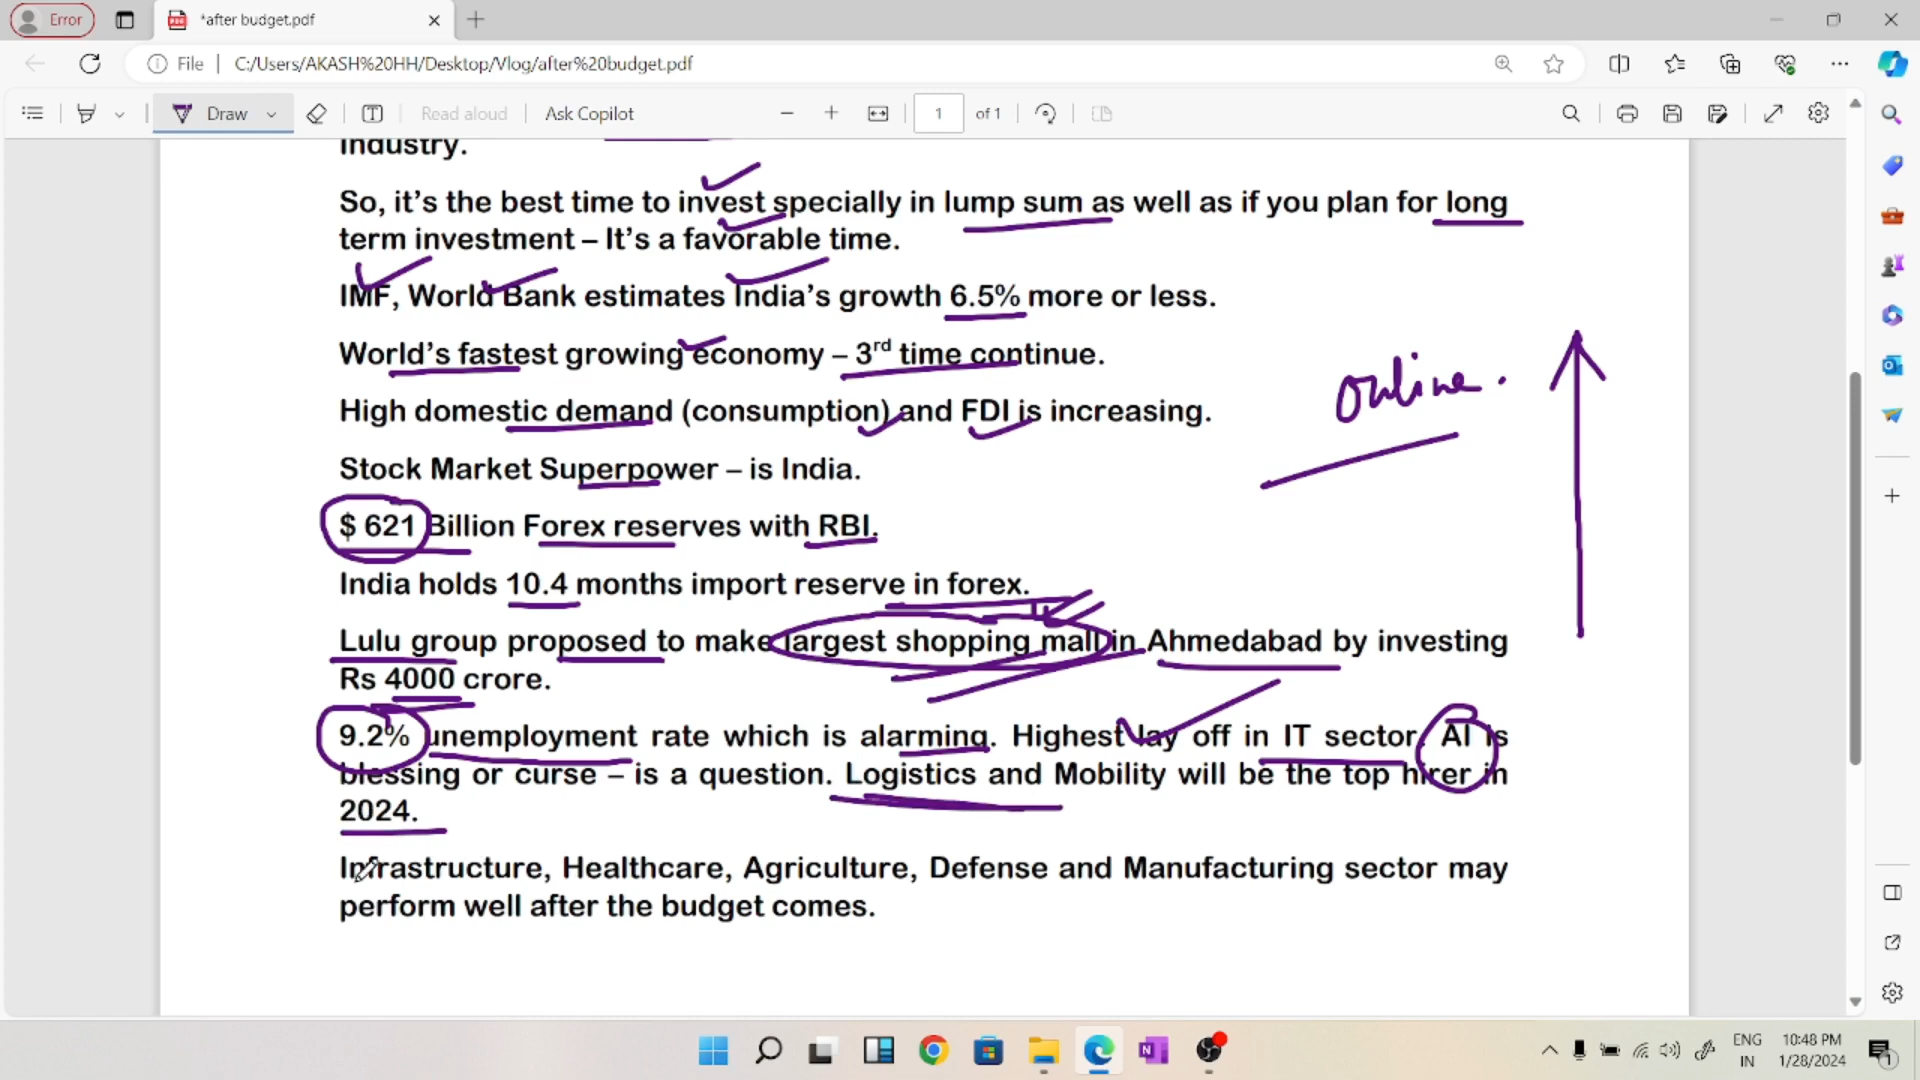 Error
*after budget.pdf
File
C:/Users/AKASH%20HH/Desktop/Vlog/after%20budget.pdf
Draw
Read aloud
Ask Copilot
1
of 1
Industry.
So, it's the best time to invest specially in lump sum as well as if you plan for long
term investment – It's a favorable time.
IMF, World Bank estimates India's growth 6.5% more or less.
World's fastest growing economy – 3rd time continue.
online.
High domestic demand (consumption) and FDI is increasing.
Stock Market Superpower – is India.
$ 621 Billion Forex reserves with RBI.
India holds 10.4 months import reserve in forex.
Lulu group proposed to make largest shopping mall in Ahmedabad by investing
Rs 4000 crore.
9.2% unemployment rate which is alarming. Highest lay off in IT sector. AI is
blessing or curse – is a question. Logistics and Mobility will be the top hirer in
2024.
Infrastructure, Healthcare, Agriculture, Defense and Manufacturing sector may
perform well after the budget comes.
ENG
IN
10:48 PM
1/28/2024
1